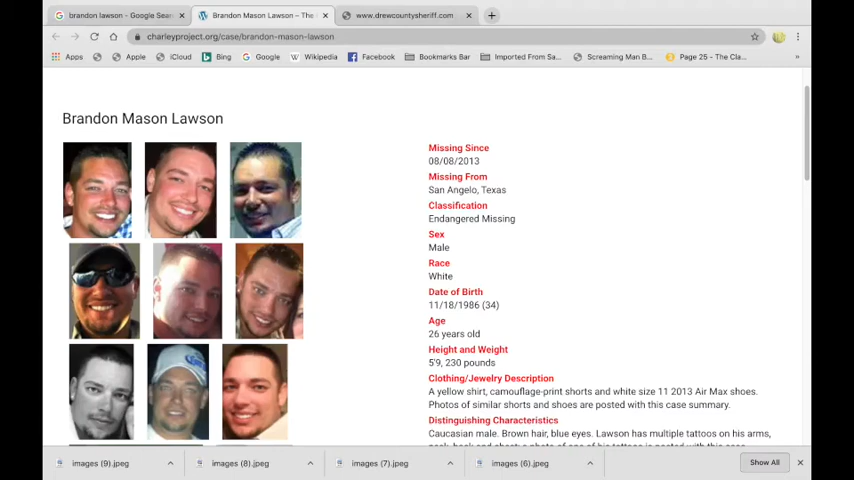 brandon lawson - Google Sear
Brandon Mason Lawson – The
www.drewcountysheriff.com
charleyproject.org/case/brandon-mason-lawson
Apps
Apple
iCloud
Bing
Google
Wikipedia
Facebook
Bookmarks Bar
Imported From Sa...
Screaming Man B...
Page 25 - The Cla...
Brandon Mason Lawson
Missing Since
08/08/2013
Missing From
San Angelo, Texas
Classification
Endangered Missing
Sex
Male
Race
White
Date of Birth
11/18/1986 (34)
Age
26 years old
Height and Weight
5'9, 230 pounds
Clothing/Jewelry Description
A yellow shirt, camouflage-print shorts and white size 11 2013 Air Max shoes.
Photos of similar shorts and shoes are posted with this case summary.
Distinguishing Characteristics
Caucasian male. Brown hair, blue eyes. Lawson has multiple tattoos on his arms,
images (9).jpeg
images (8).jpeg
images (7).jpeg
images (6).jpeg
Show All